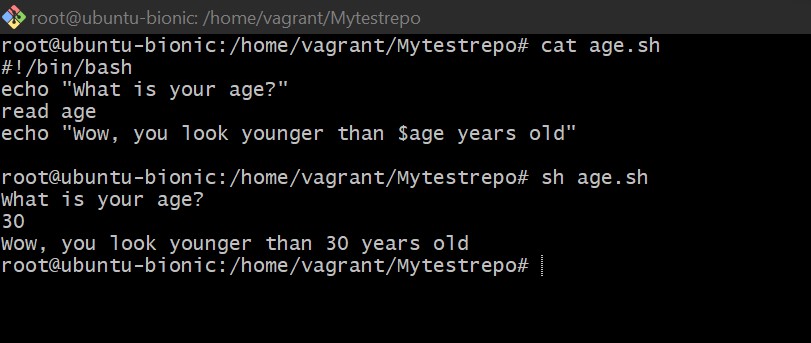 root@ubuntu-bionic: /home/vagrant/Mytestrepo
root@ubuntu-bionic:/home/vagrant/Mytestrepo# cat age.sh
#!/bin/bash
echo "What is your age?"
read age
echo "Wow, you look younger than $age years old"
root@ubuntu-bionic:/home/vagrant/Mytestrepo# sh age.sh
What is your age?
30
Wow, you look younger than 30 years old
root@ubuntu-bionic:/home/vagrant/Mytestrepo#